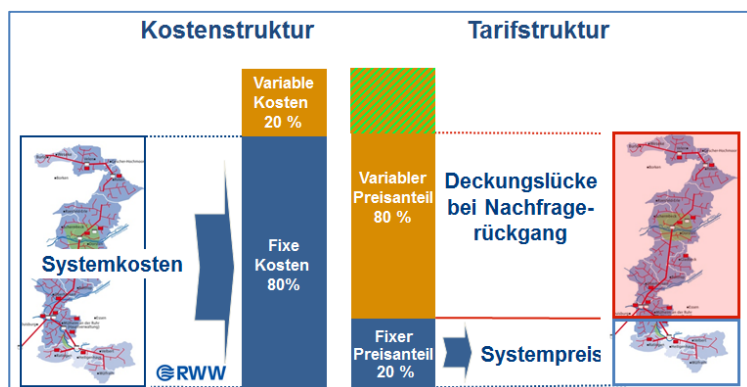 Kostenstruktur
Tarifstruktur
Variable
Kosten
20 %
Fixe
Kosten
80%
Systemkosten
RWW
Variabler
Preisanteil
80 %
Fixer
Preisanteil
20 %
Deckungslücke
bei Nachfrage-
rückgang
Systempreis